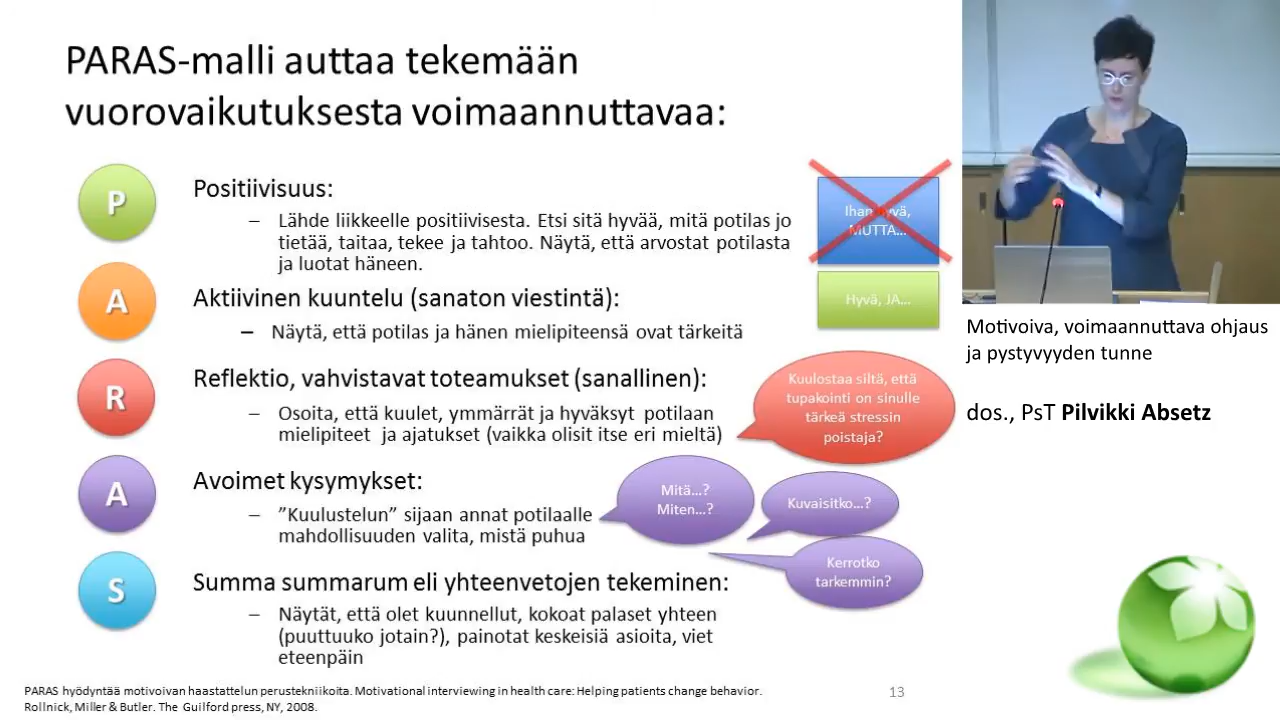 PARAS-malli auttaa tekemään
vuorovaikutuksesta voimaannuttavaa:
P
Positiivisuus:
– Lähde liikkeelle positiivisesta. Etsi sitä hyvää, mitä potilas jo
tietää, taitaa, tekee ja tahtoo. Näytä, että arvostat potilasta
ja luotat häneen.
Ihan hyvä,
MUTTA...
Hyvä, JA...
A
Aktiivinen kuuntelu (sanaton viestintä):
– Näytä, että potilas ja hänen mielipiteensä ovat tärkeitä
R
Reflektio, vahvistavat toteamukset (sanallinen):
– Osoita, että kuulet, ymmärrät ja hyväksyt potilaan
mielipiteet ja ajatukset (vaikka olisit itse eri mieltä)
Kuulostaa siltä, että
tupakointi on sinulle
tärkeä stressin
poistaja?
A
Avoimet kysymykset:
– ”Kuulustelun” sijaan annat potilaalle
mahdollisuuden valita, mistä puhua
Mitä...?
Miten...?
Kuvaisitko...?
Kerrotko
tarkemmin?
S
Summa summarum eli yhteenvetojen tekeminen:
– Näytät, että olet kuunnellut, kokoat palaset yhteen
(puuttuuko jotain?), painotat keskeisiä asioita, viet
eteenpäin
PARAS hyödyntää motivoivan haastattelun perustekniikoita. Motivational interviewing in health care: Helping patients change behavior.
Rollnick, Miller & Butler. The Guilford press, NY, 2008.
13
Motivoiva, voimaannuttava ohjaus
ja pystyvyyden tunne
dos., PsT Pilvikki Absetz